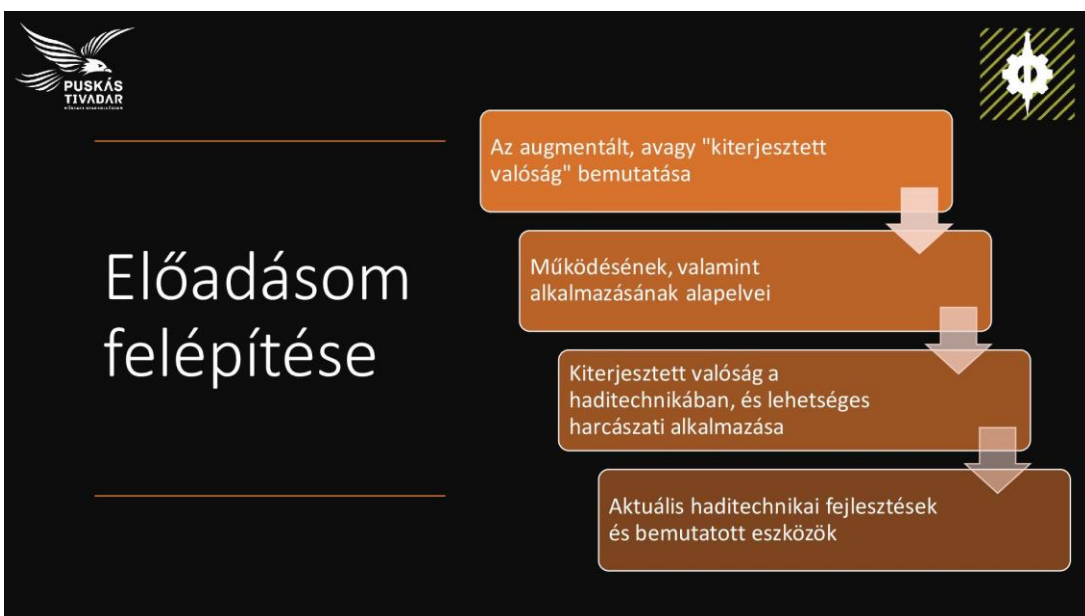 PUSKÁS
TIVADAR
Előadásom
felépítése
Az augmentált, avagy "kiterjesztett
valóság" bemutatása
Működésének, valamint
alkalmazásának alapelvei
Kiterjesztett valóság a
haditechnikában, és lehetséges
harcászati alkalmazása
Aktuális haditechnikai fejlesztések
és bemutatott eszközök